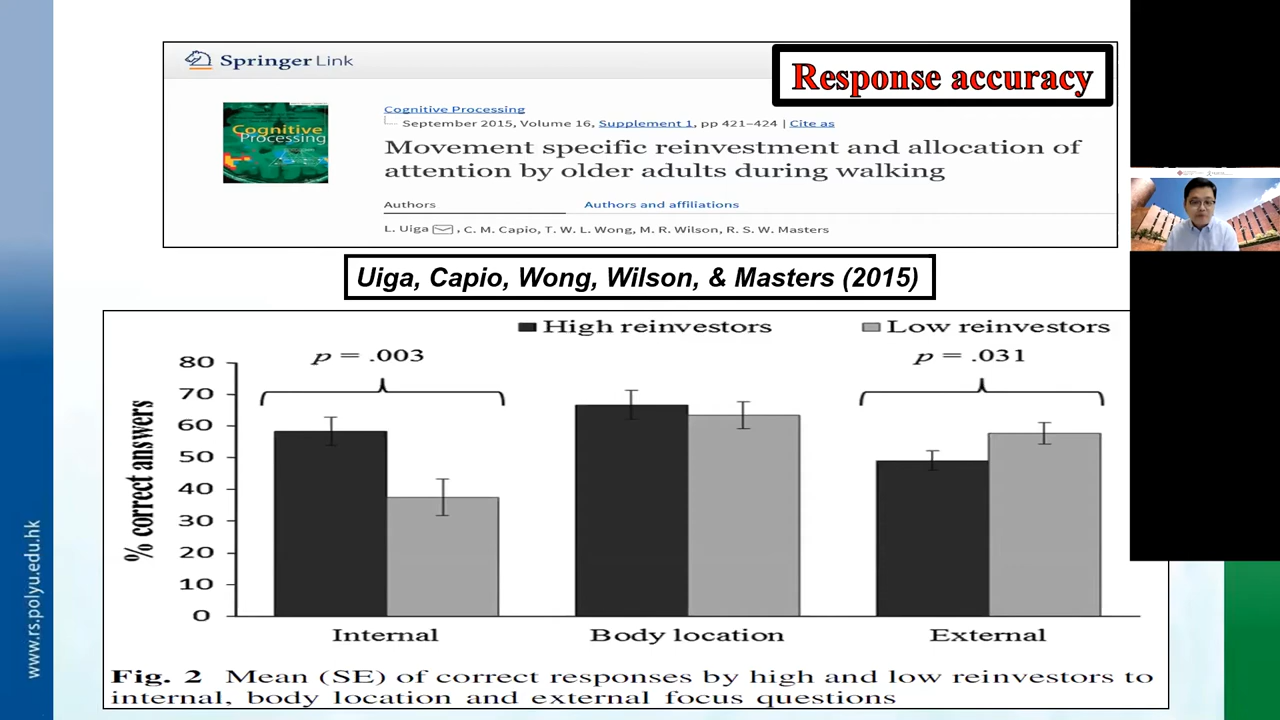 Springer Link
Response accuracy
Cognitive Processing
Cognitive Processing
September 2015, Volume 16, Supplement 1, pp 421–424 | Cite as
Movement specific reinvestment and allocation of
attention by older adults during walking
Authors
Authors and affiliations
L. Uiga, C. M. Capio, T. W. L. Wong, M. R. Wilson, R. S. W. Masters
Uiga, Capio, Wong, Wilson, & Masters (2015)
High reinvestors
Low reinvestors
p = .003
p = .031
80
70
60
50
40
30
20
10
0
% correct answers
Internal
Body location
External
Fig. 2 Mean (SE) of correct responses by high and low reinvestors to
internal, body location and external focus questions
www.rs.polyu.edu.hk